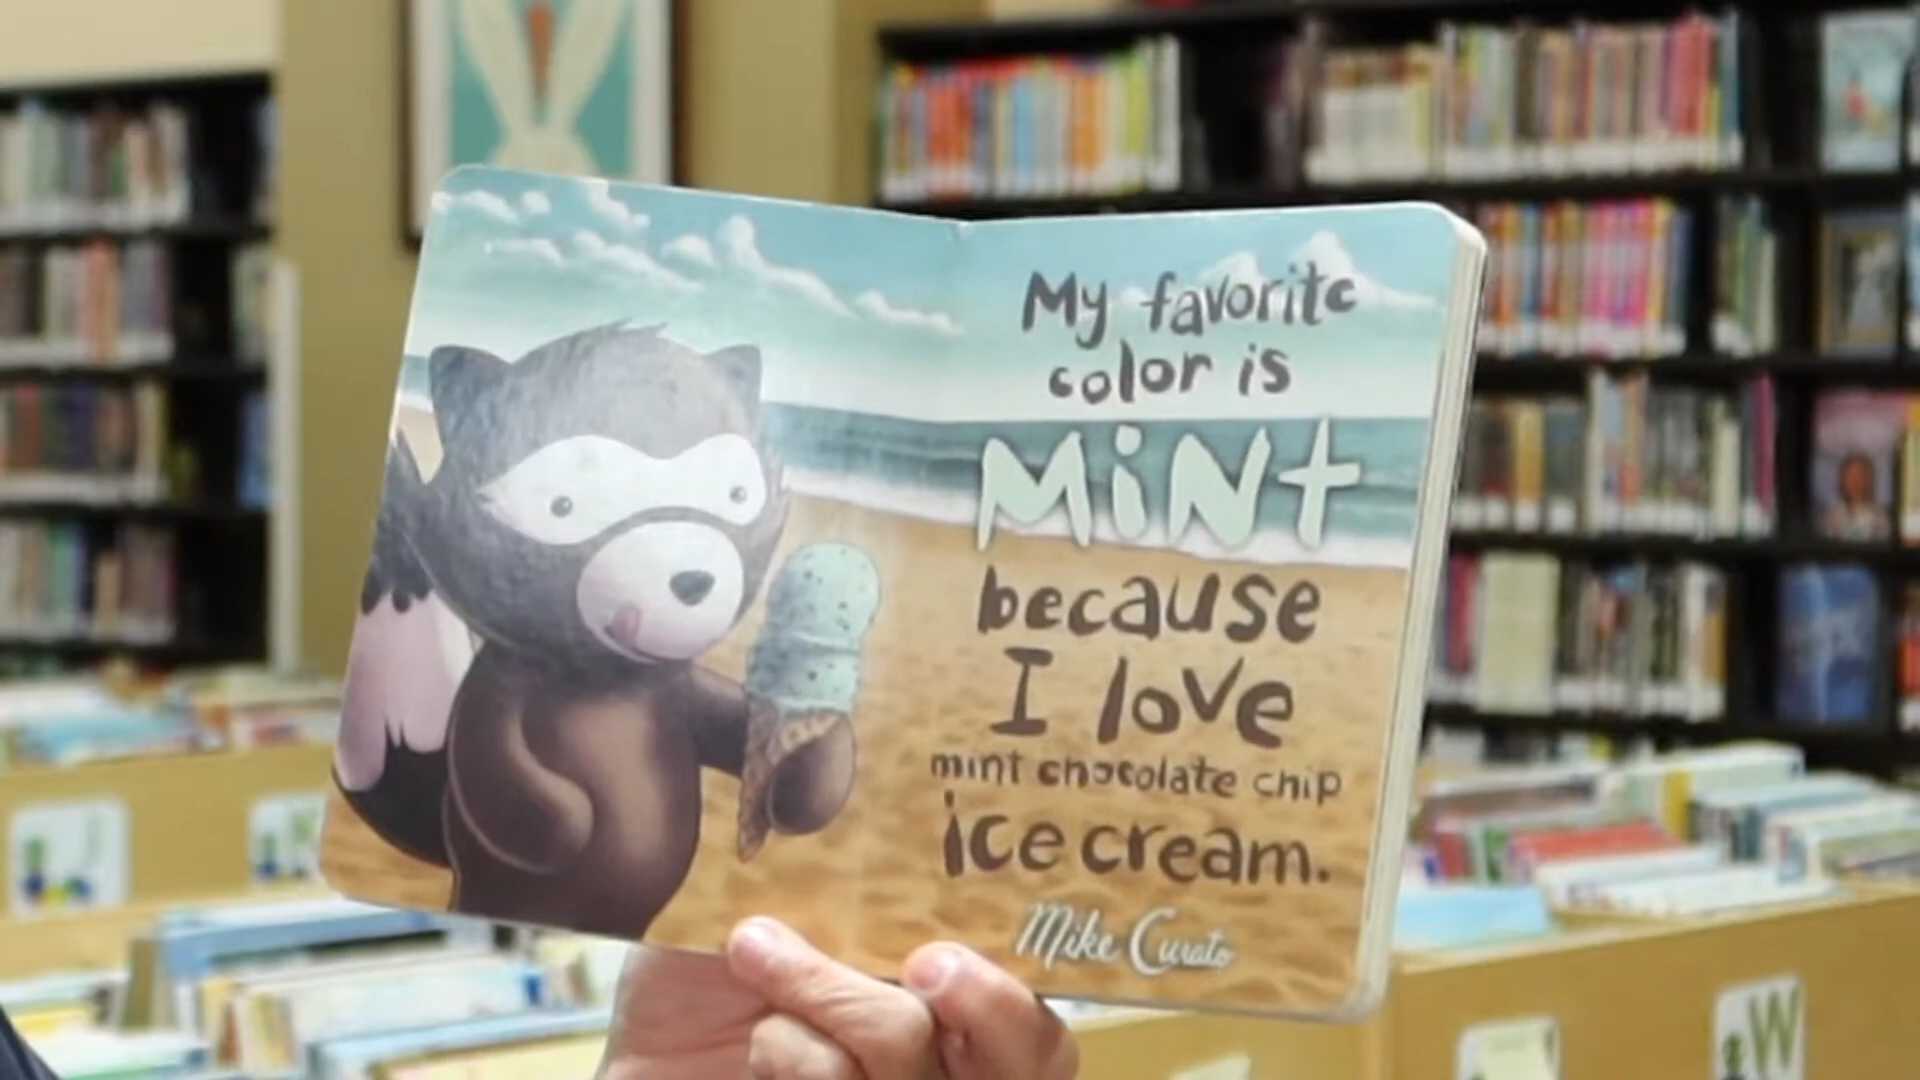 My favorite
color is
MiNt
because
I love
mint chocolate chip
ice cream.
Mike Curato
W